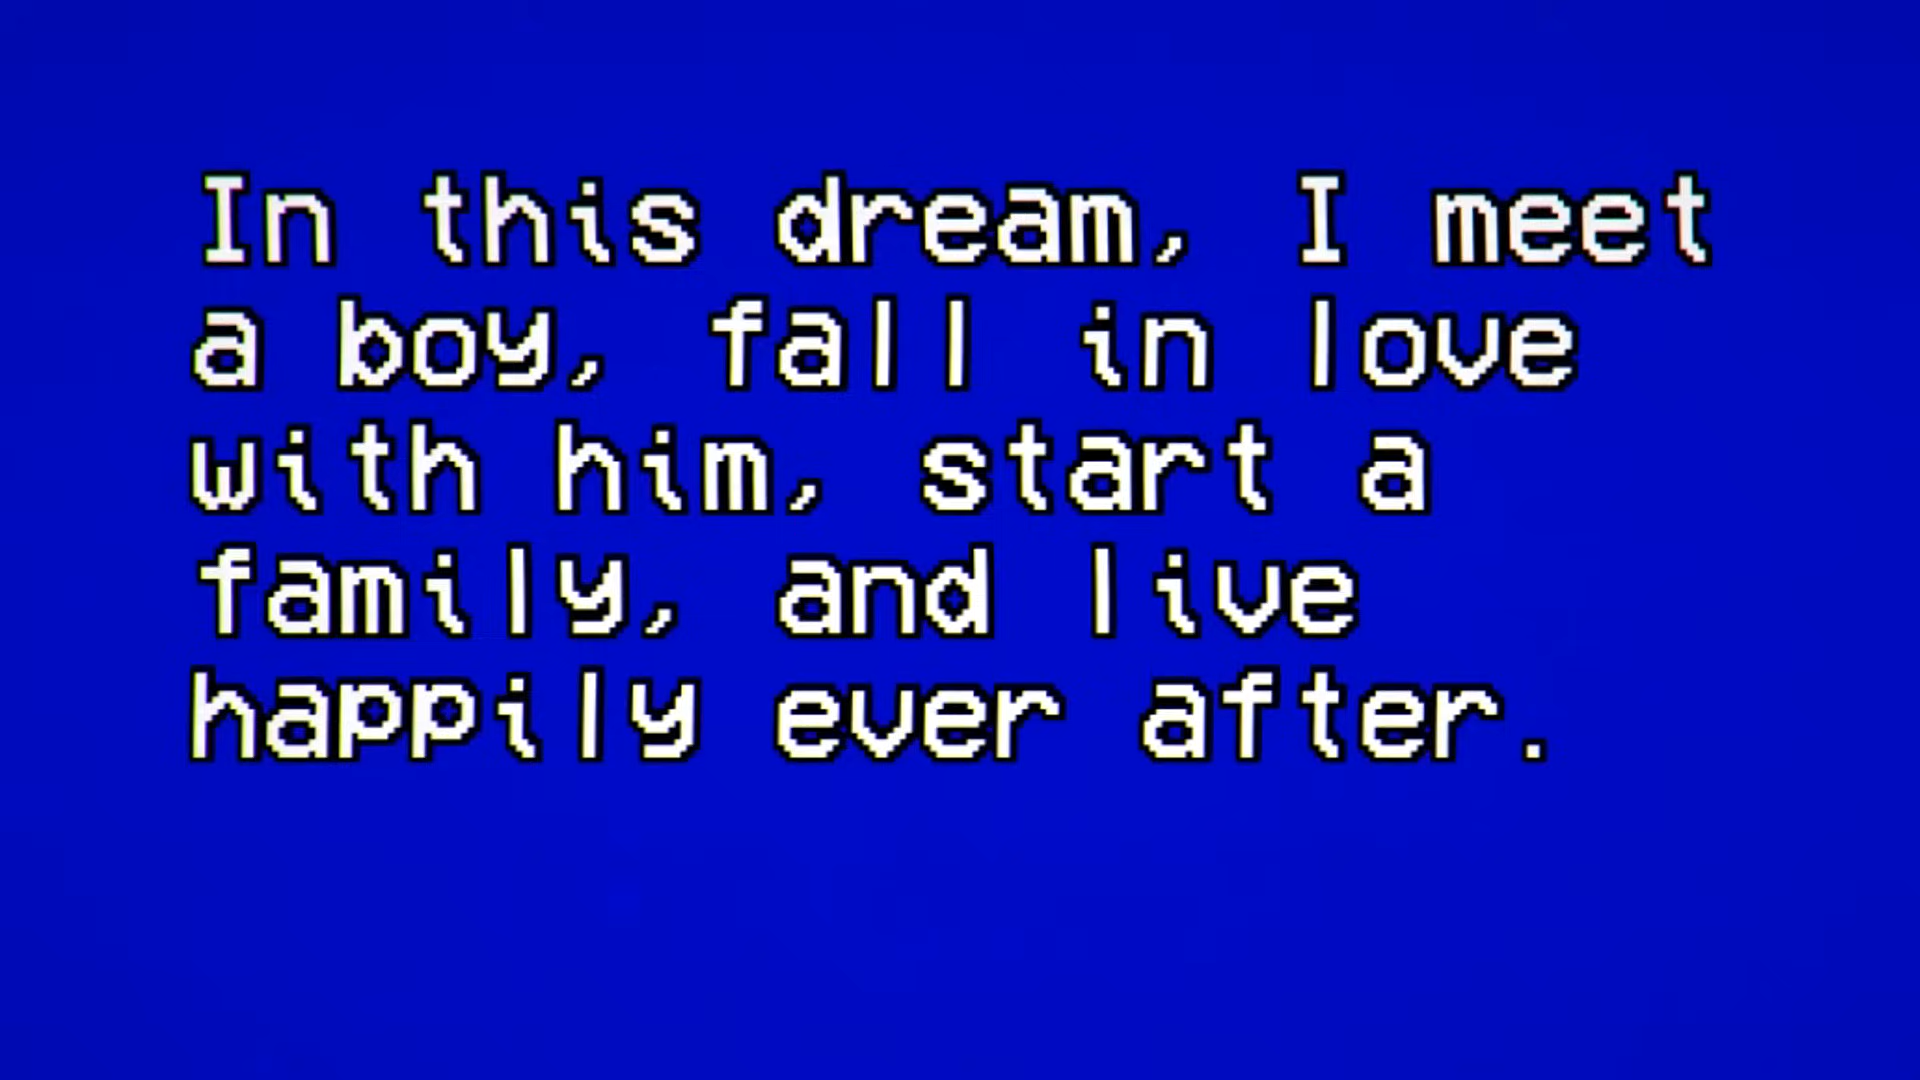 In this dream, I meet
a boy, fall in love
with him, start a
family, and live
happily ever after.